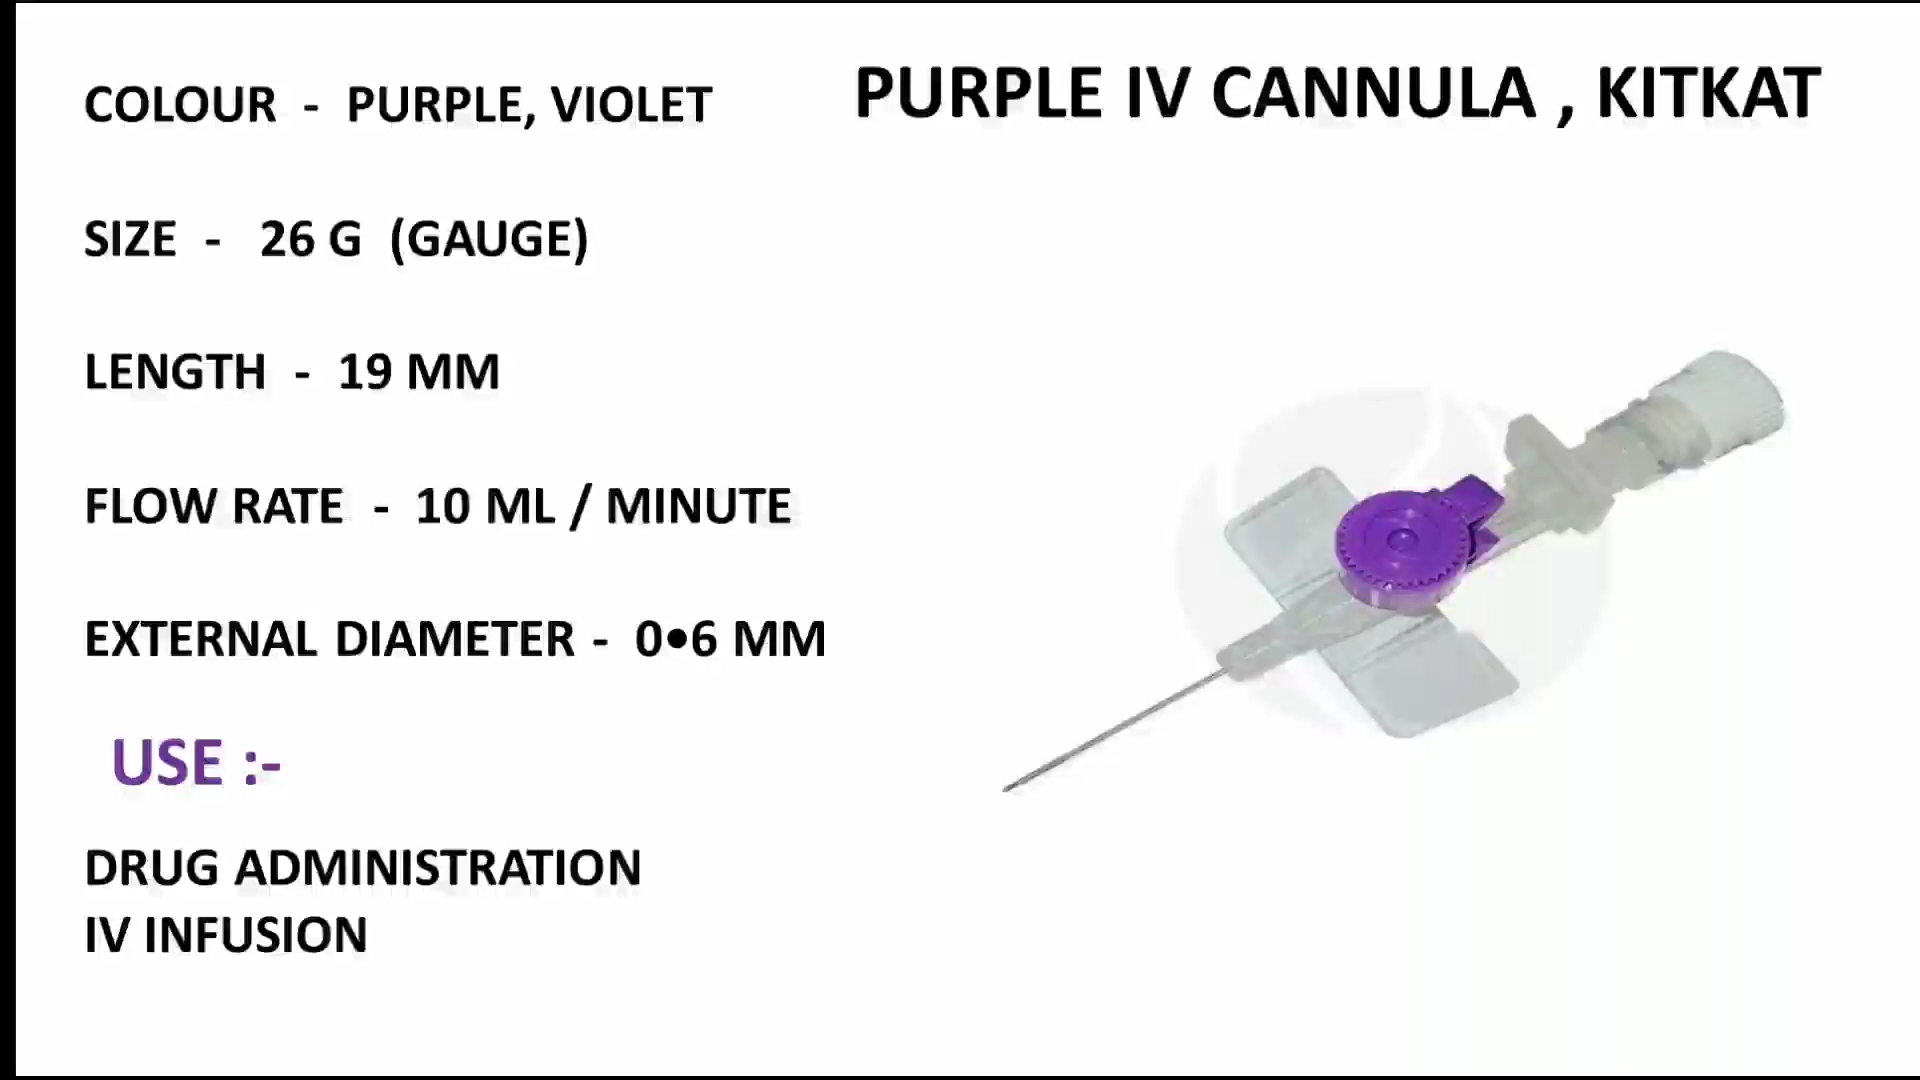 PURPLE IV CANNULA , KITKAT
COLOUR - PURPLE, VIOLET
SIZE - 26 G (GAUGE)
LENGTH - 19 MM
FLOW RATE - 10 ML / MINUTE
EXTERNAL DIAMETER - 0•6 MM
USE :-
DRUG ADMINISTRATION
IV INFUSION